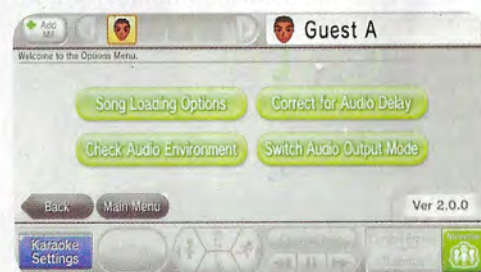 Add
Mii
Guest A
Welcome to the Options Menu.
Song Loading Options
Correct for Audio Delay
Check Audio Environment
Switch Audio Output Mode
Back
Main Menu
Ver 2.0.0
Karaoke
Settings